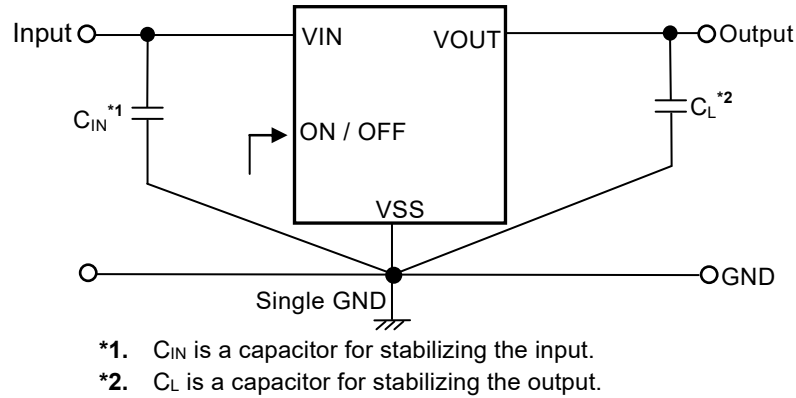 Input
VIN
VOUT
Output
CIN*1
CL*2
ON / OFF
VSS
GND
Single GND
*1. CIN is a capacitor for stabilizing the input.
*2. CL is a capacitor for stabilizing the output.